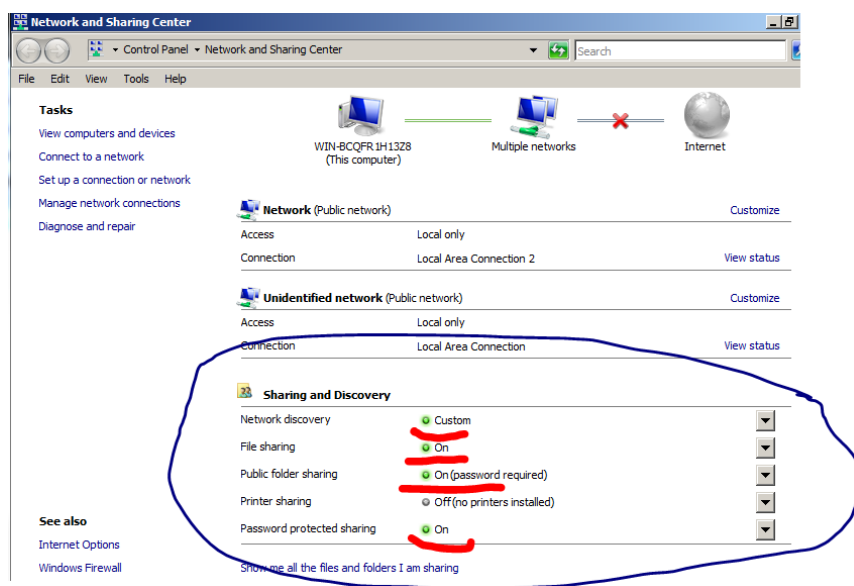 Network and Sharing Center
Control Panel Network and Sharing Center
Search
File Edit View Tools Help
Tasks
View computers and devices
Connect to a network
Set up a connection or network
Manage network connections
Diagnose and repair
See also
Internet Options
Windows Firewall
WIN-BCQFR1H13Z8
(This computer)
Multiple networks
Internet
Network (Public network) Customize
Access Local only
Connection Local Area Connection 2 View status
Unidentified network (Public network) Customize
Access Local only
Connection Local Area Connection View status
Sharing and Discovery
Network discovery Custom
File sharing On
Public folder sharing On (password required)
Printer sharing Off (no printers installed)
Password protected sharing On
Show me all the files and folders I am sharing